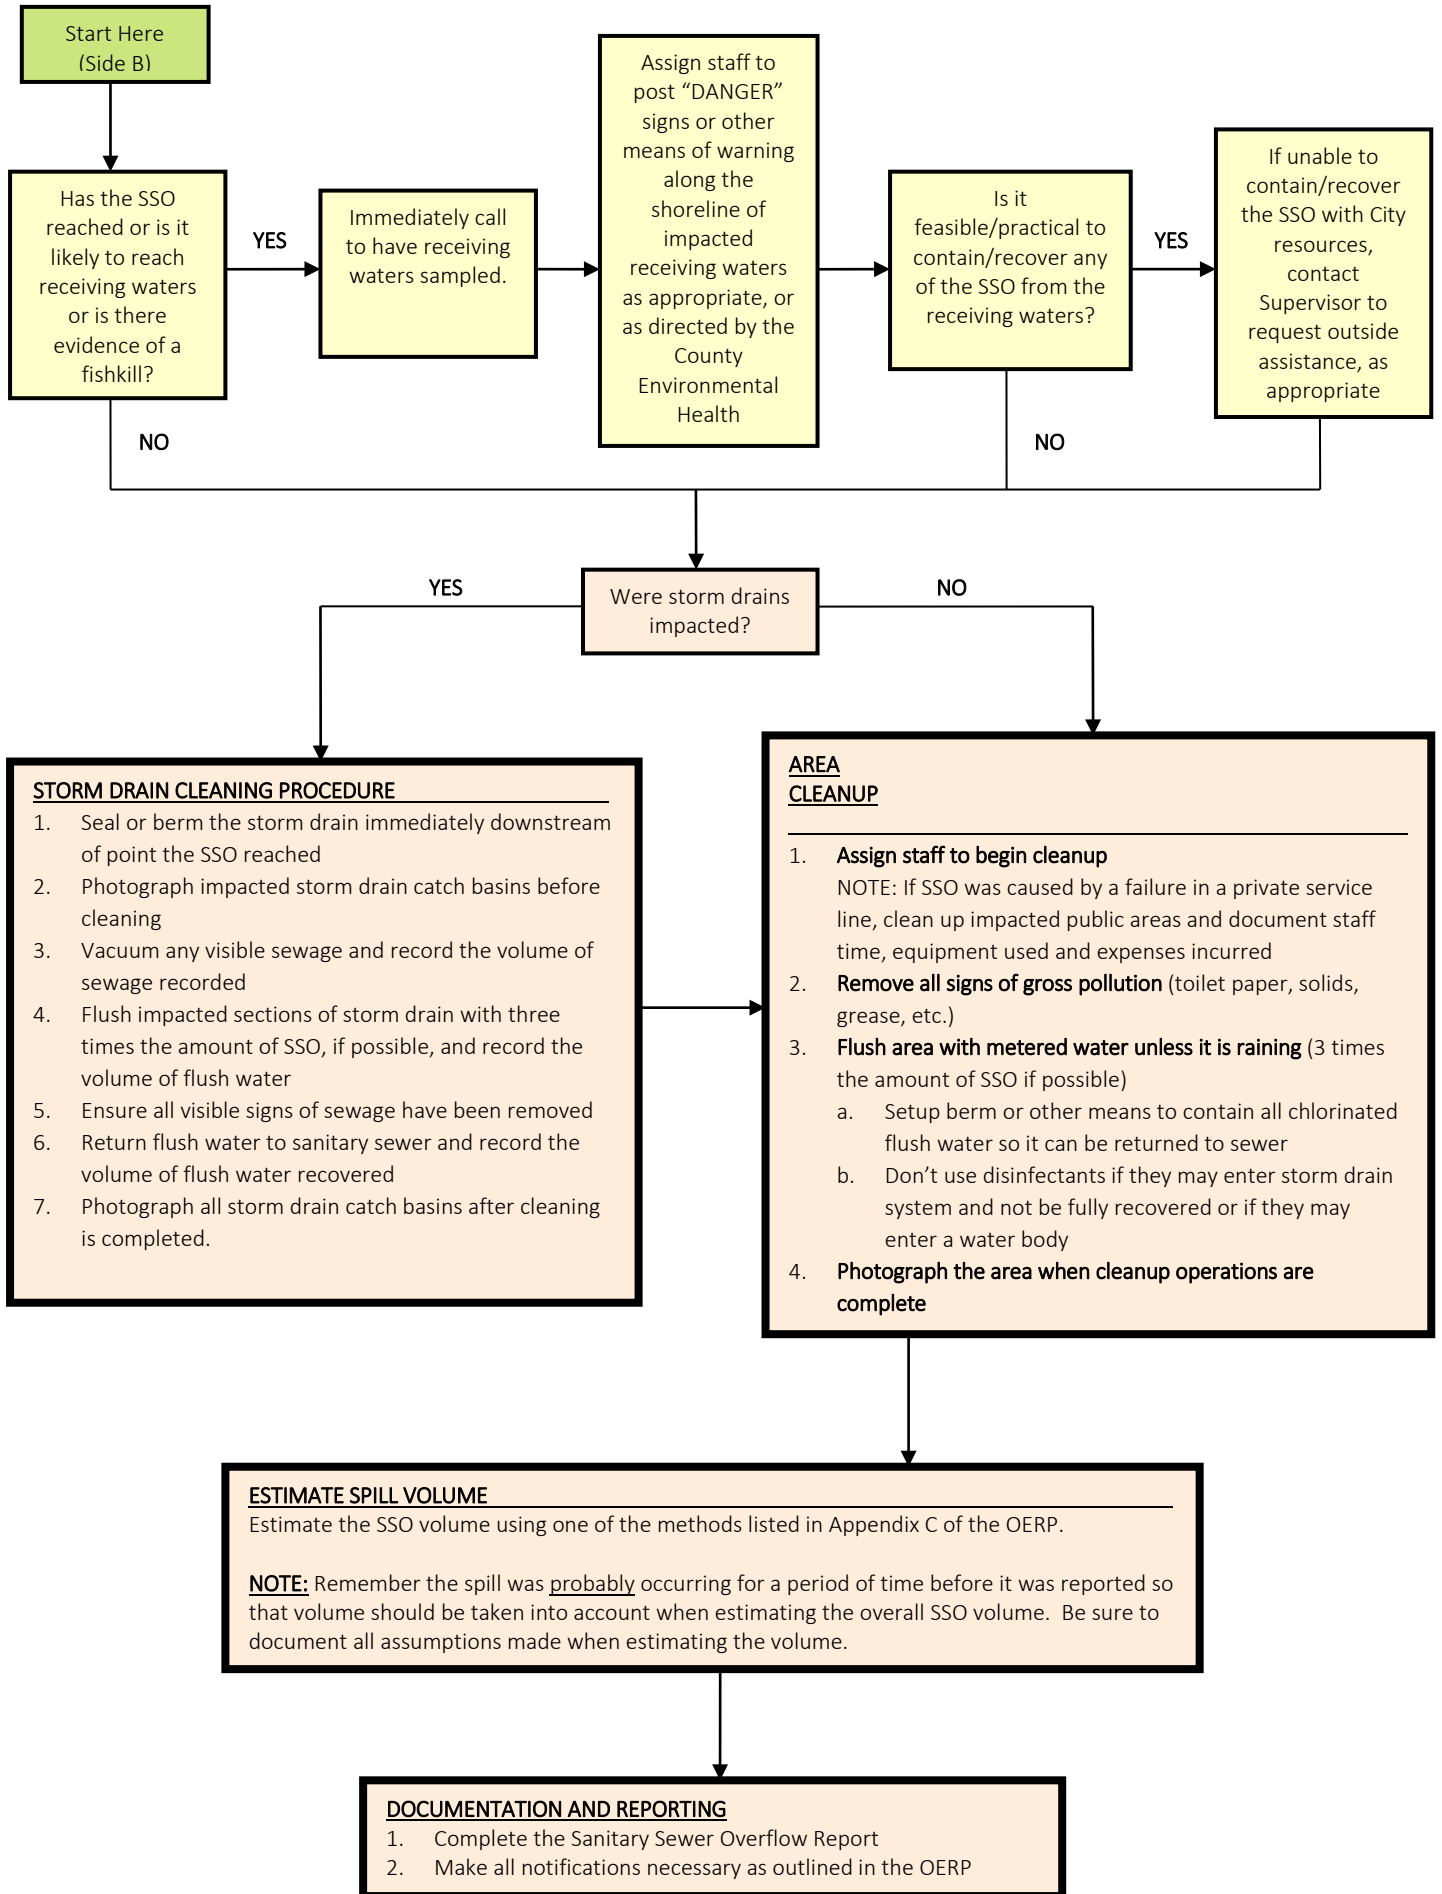 Start Here
(Side B)
Has the SSO
reached or is it
likely to reach
receiving waters
or is there
evidence of a
fishkill?
YES
NO
Immediately call
to have receiving
waters sampled.
Assign staff to
post “DANGER”
signs or other
means of warning
along the
shoreline of
impacted
receiving waters
as appropriate, or
as directed by the
County
Environmental
Health
Is it
feasible/practical to
contain/recover any
of the SSO from the
receiving waters?
YES
NO
If unable to
contain/recover
the SSO with City
resources,
contact
Supervisor to
request outside
assistance, as
appropriate
Were storm drains
impacted?
YES
NO
STORM DRAIN CLEANING PROCEDURE
1. Seal or berm the storm drain immediately downstream
of point the SSO reached
2. Photograph impacted storm drain catch basins before
cleaning
3. Vacuum any visible sewage and record the volume of
sewage recorded
4. Flush impacted sections of storm drain with three
times the amount of SSO, if possible, and record the
volume of flush water
5. Ensure all visible signs of sewage have been removed
6. Return flush water to sanitary sewer and record the
volume of flush water recovered
7. Photograph all storm drain catch basins after cleaning
is completed.
AREA
CLEANUP
1. Assign staff to begin cleanup
NOTE: If SSO was caused by a failure in a private service
line, clean up impacted public areas and document staff
time, equipment used and expenses incurred
2. Remove all signs of gross pollution (toilet paper, solids,
grease, etc.)
3. Flush area with metered water unless it is raining (3 times
the amount of SSO if possible)
a. Setup berm or other means to contain all chlorinated
flush water so it can be returned to sewer
b. Don’t use disinfectants if they may enter storm drain
system and not be fully recovered or if they may
enter a water body
4. Photograph the area when cleanup operations are
complete
ESTIMATE SPILL VOLUME
Estimate the SSO volume using one of the methods listed in Appendix C of the OERP.
NOTE: Remember the spill was probably occurring for a period of time before it was reported so
that volume should be taken into account when estimating the overall SSO volume.  Be sure to
document all assumptions made when estimating the volume.
DOCUMENTATION AND REPORTING
1. Complete the Sanitary Sewer Overflow Report
2. Make all notifications necessary as outlined in the OERP